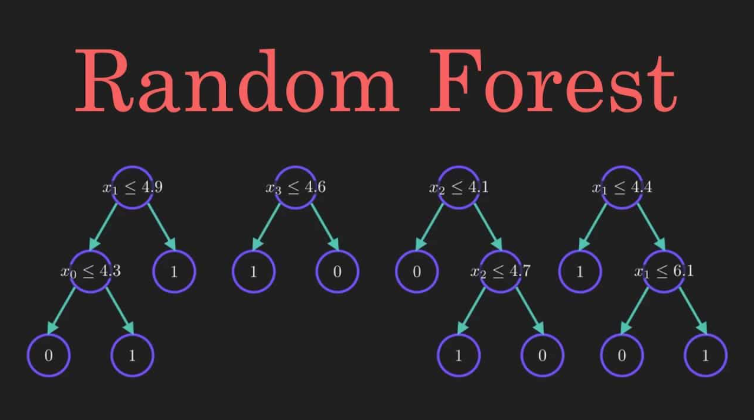 Random Forest
x₁ ≤ 4.9 x₃ ≤ 4.6 x₂ ≤ 4.1 x₁ ≤ 4.4
x₀ ≤ 4.3 1 1 0 0 x₂ ≤ 4.7 1 x₁ ≤ 6.1
0 1 1 0 0 1